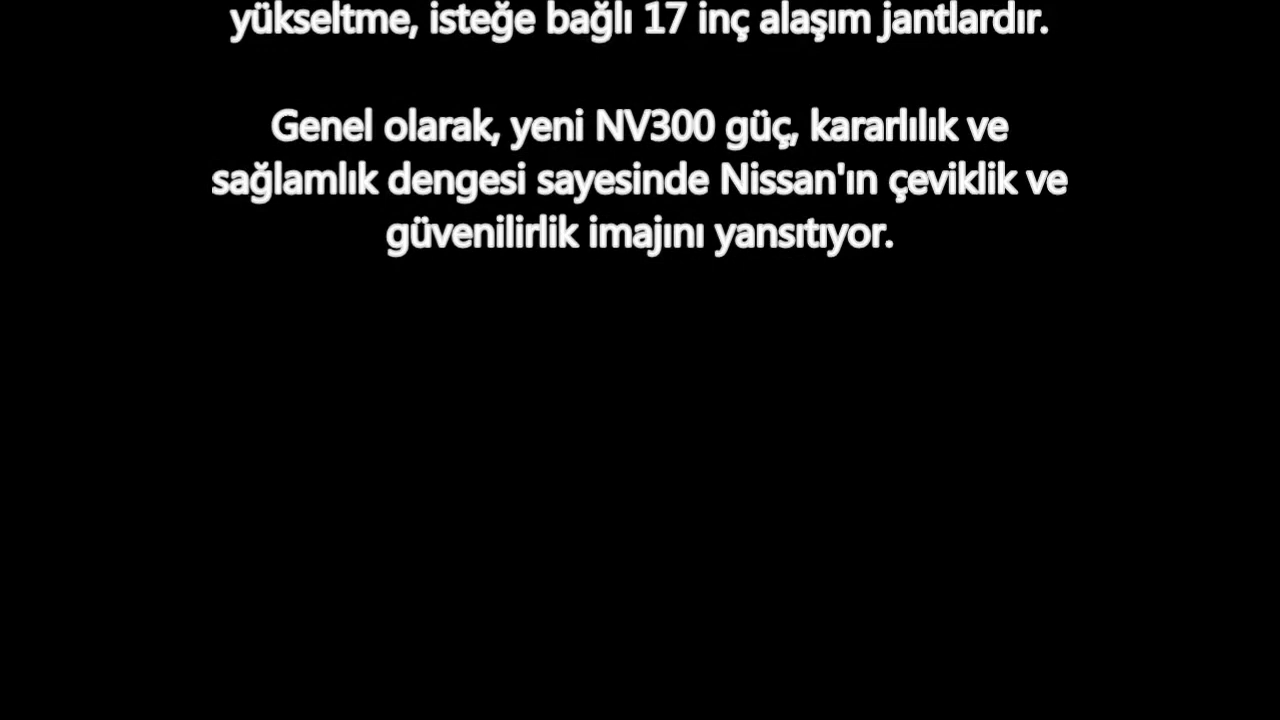 yükseltme, isteğe bağlı 17 inç alaşım jantlardır.
Genel olarak, yeni NV300 güç, kararlılık ve
sağlamlık dengesi sayesinde Nissan'ın çeviklik ve
güvenilirlik imajını yansıtıyor.